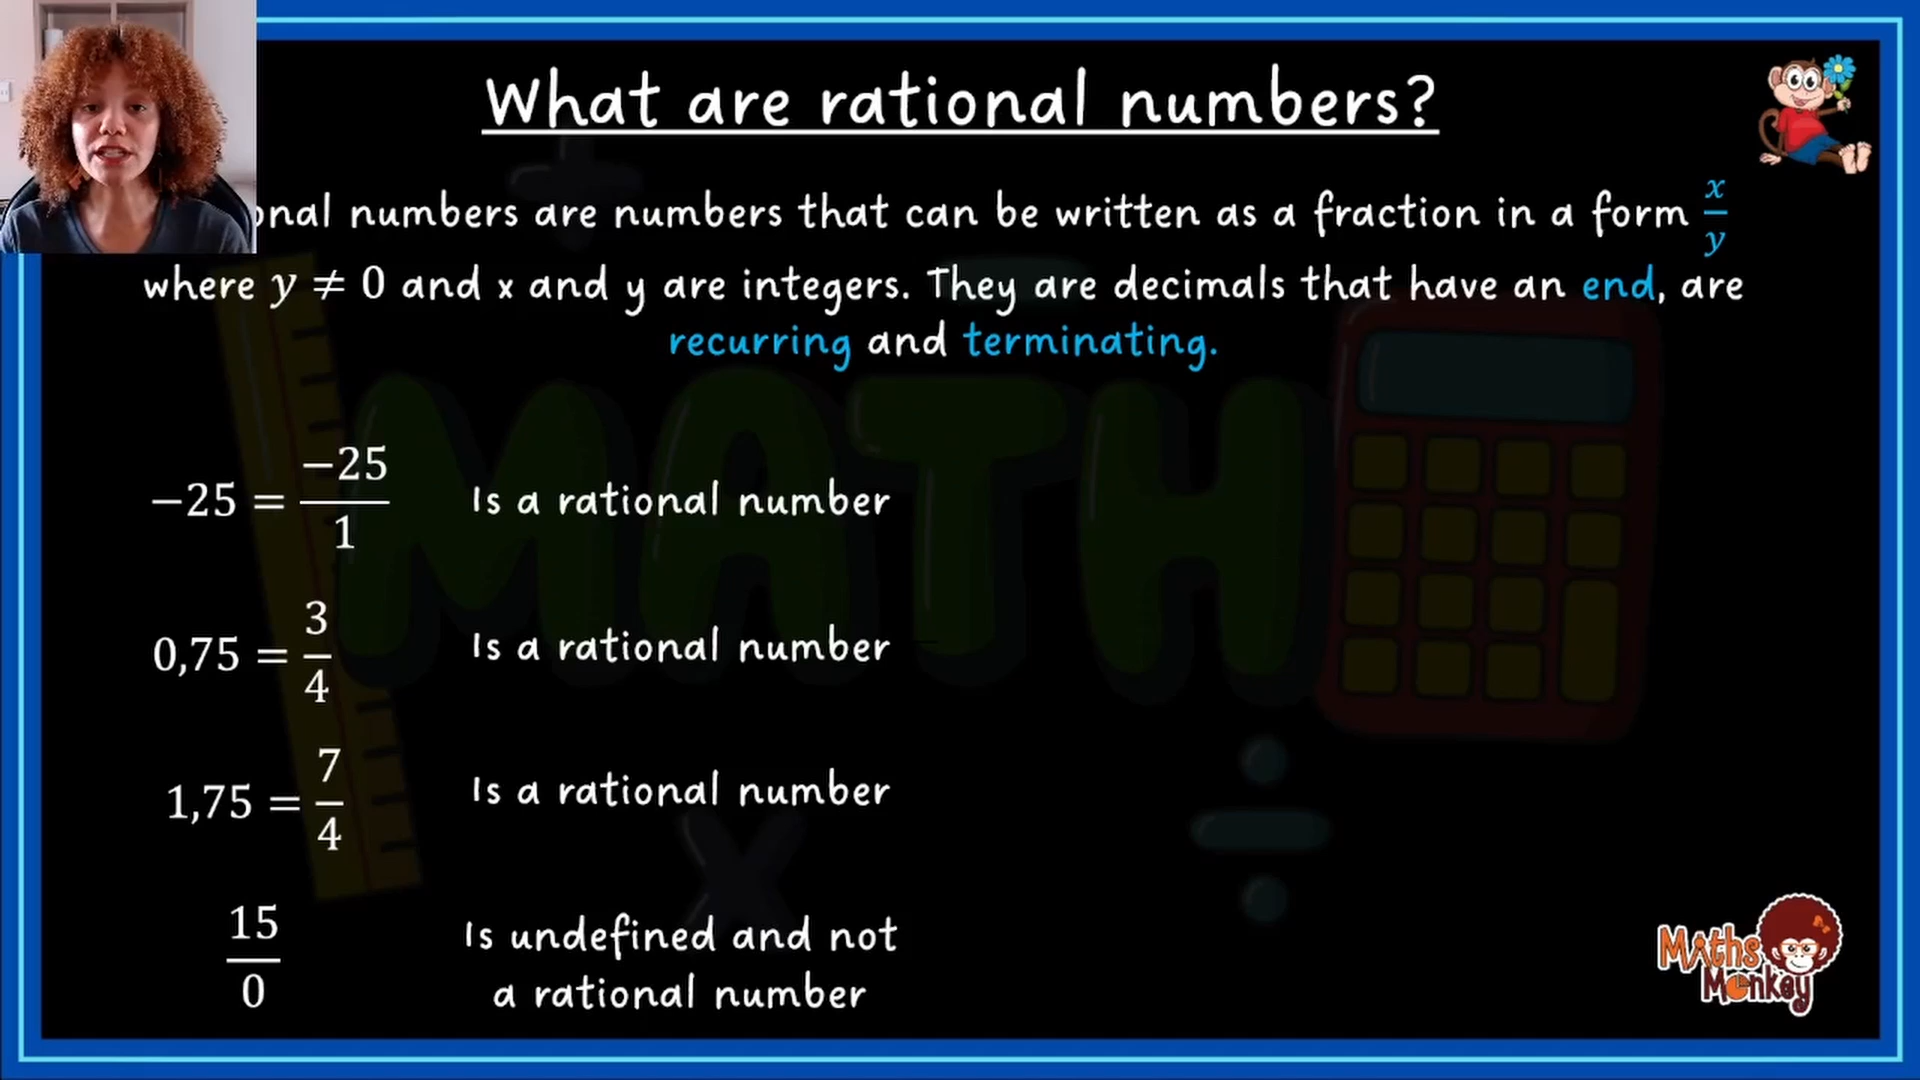 What are rational numbers?
onal numbers are numbers that can be written as a fraction in a form x/y
where y ≠ 0 and x and y are integers. They are decimals that have an end, are
recurring and terminating.
−25 = −25/1 Is a rational number
0,75 = 3/4 Is a rational number
1,75 = 7/4 Is a rational number
15/0 Is undefined and not
a rational number
MATH
Maths
Monkey